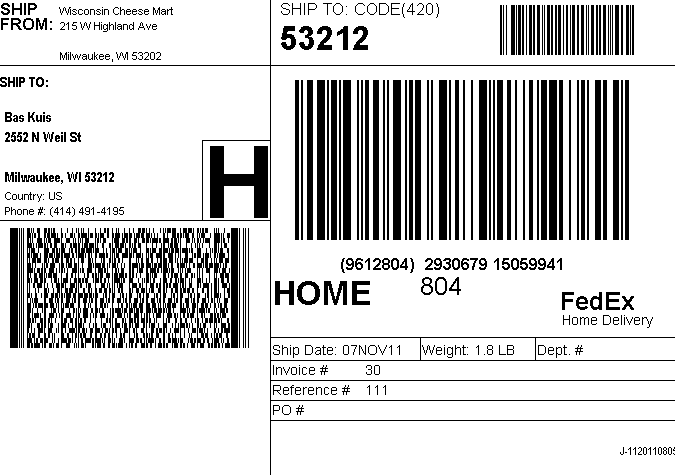 SHIP FROM:
Wisconsin Cheese Mart
215 W Highland Ave
Milwaukee, WI 53202
SHIP TO:
Bas Kuis
2552 N Weil St
Milwaukee, WI 53212
Country: US
Phone #: (414) 491-4195
H
SHIP TO: CODE(420)
53212
(9612804) 2930679 15059941
HOME 804
FedEx
Home Delivery
Ship Date: 07NOV11 Weight: 1.8 LB Dept. #
Invoice # 30
Reference # 111
PO #
J-1120110805